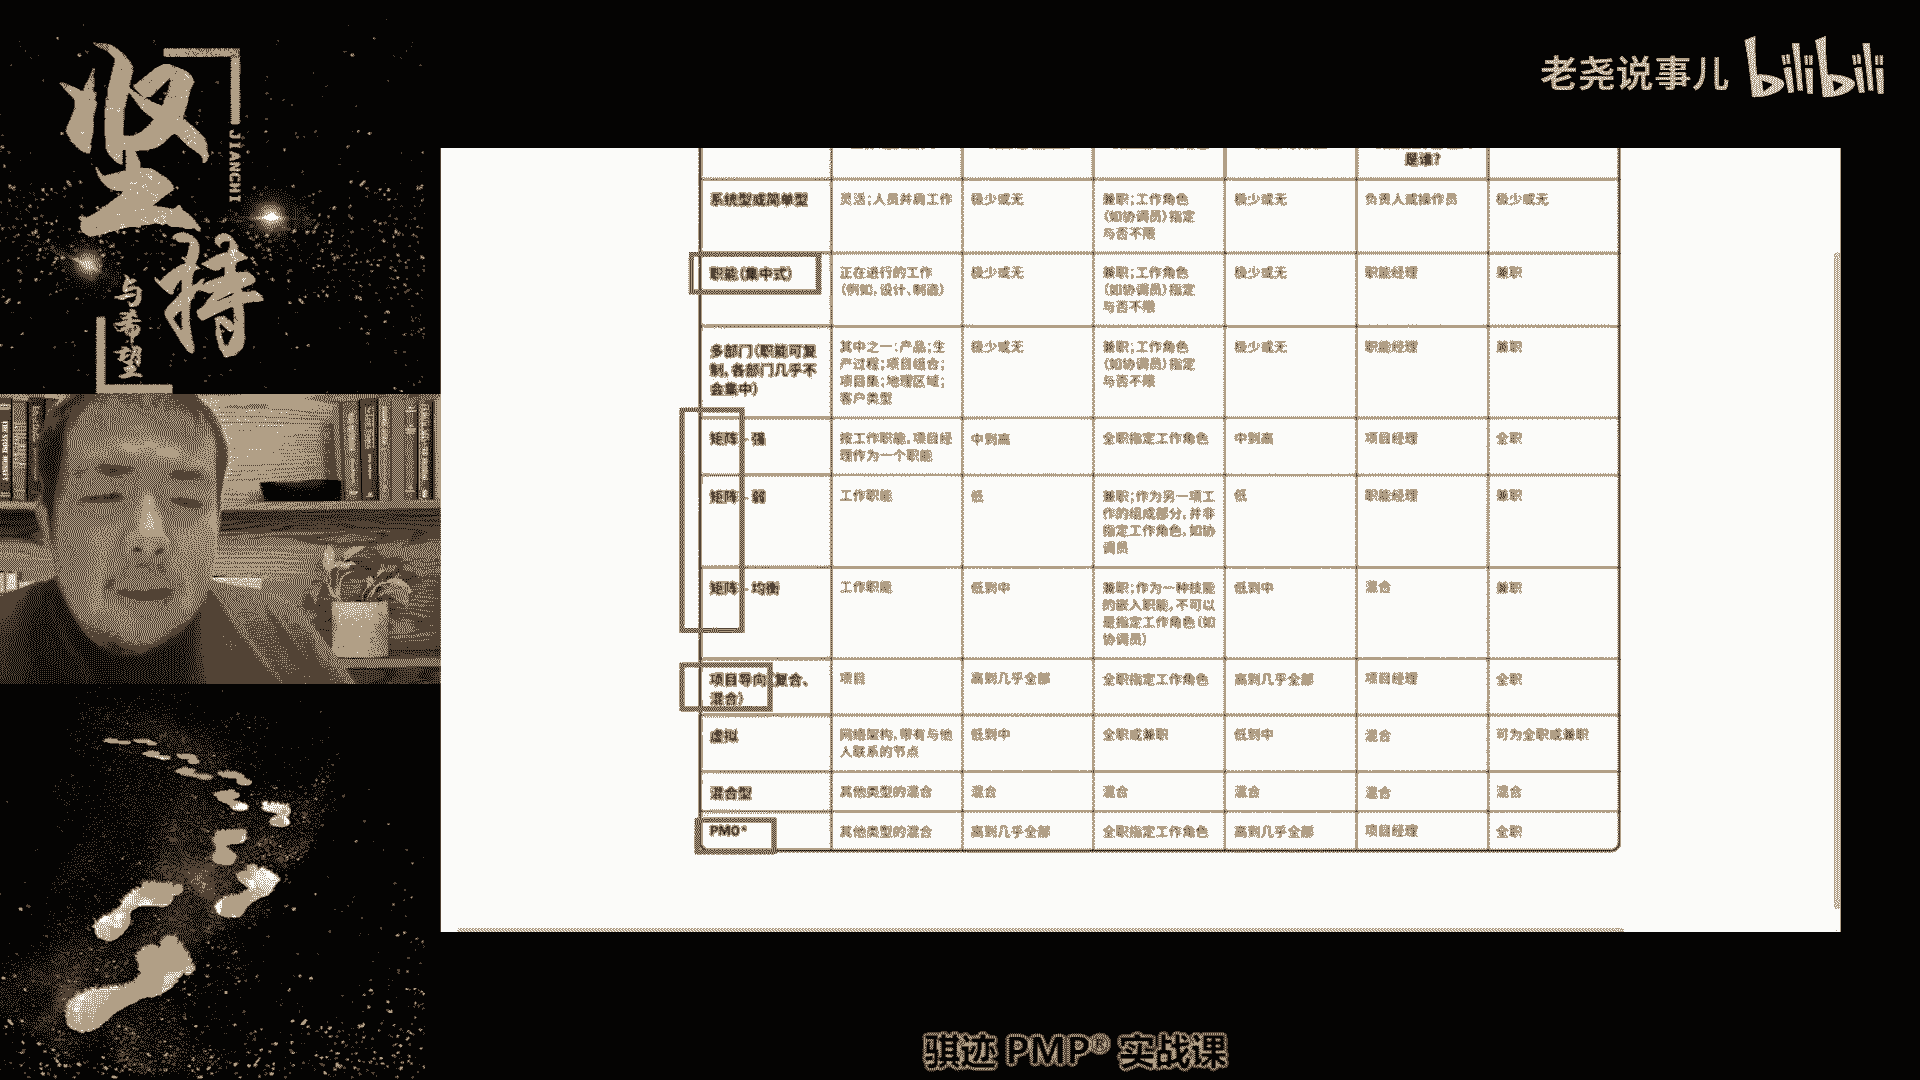 坚持
JIANCHI
与希望
老尧说事儿 bilibili
是谁?
系统型或简单型 灵活;人员并肩工作 极少或无 兼职;工作角色(如协调员)指定与否不限 极少或无 负责人或操作员 极少或无
职能(集中式) 正在进行的工作(例如,设计、制造) 极少或无 兼职;工作角色(如协调员)指定与否不限 极少或无 职能经理 兼职
多部门(职能可复制,各部门几乎不会集中) 其中之一:产品;生产过程;项目组合;项目集;地理区域;客户类型 极少或无 兼职;工作角色(如协调员)指定与否不限 极少或无 职能经理 兼职
矩阵 - 强 按工作职能,项目经理作为一个职能 中到高 全职指定工作角色 中到高 项目经理 全职
矩阵 - 弱 工作职能 低 兼职;作为另一项工作的组成部分,并非指定工作角色,如协调员 低 职能经理 兼职
矩阵 - 均衡 工作职能 低到中 兼职;作为一种技能的嵌入职能,不可以是指定工作角色(如协调员) 低到中 混合 兼职
项目导向(复合、混合) 项目 高到几乎全部 全职指定工作角色 高到几乎全部 项目经理 全职
虚拟 网络架构,带有与他人联系的节点 低到中 全职或兼职 低到中 混合 可为全职或兼职
混合型 其他类型的混合 混合 混合 混合 混合 混合
PMO* 其他类型的混合 高到几乎全部 全职指定工作角色 高到几乎全部 项目经理 全职
骐迹 PMP® 实战课